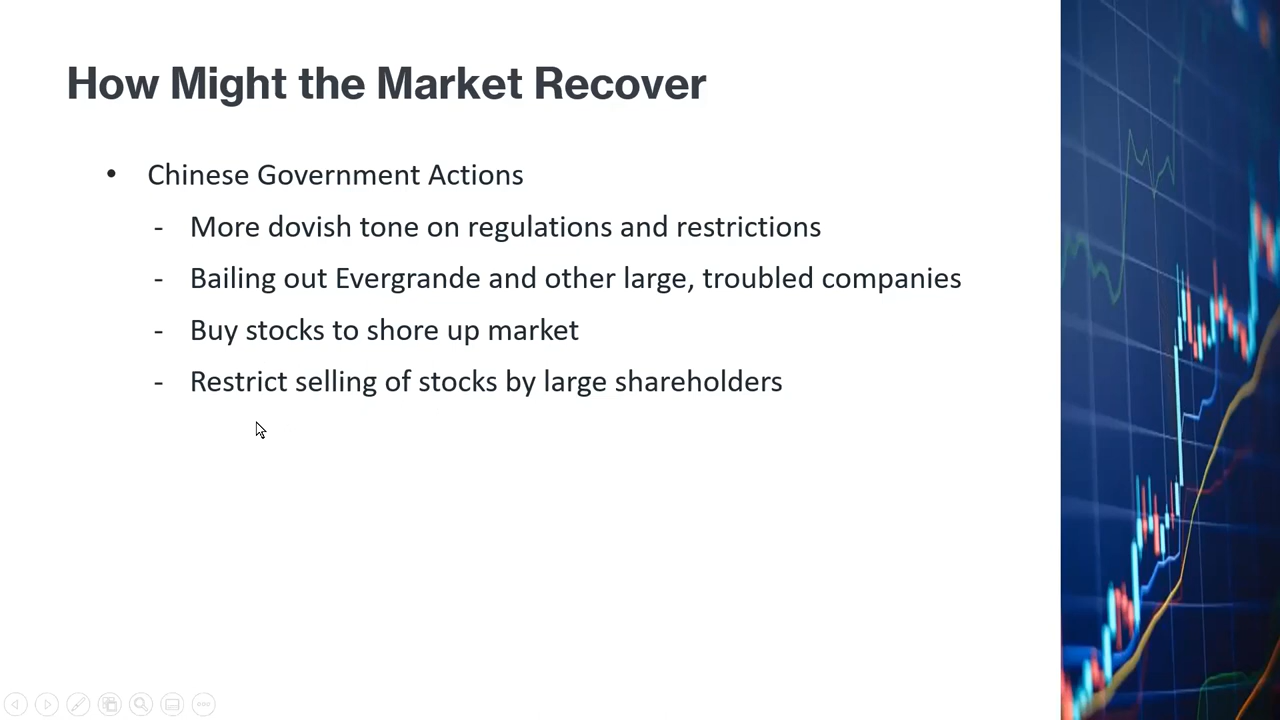 How Might the Market Recover
• Chinese Government Actions
- More dovish tone on regulations and restrictions
- Bailing out Evergrande and other large, troubled companies
- Buy stocks to shore up market
- Restrict selling of stocks by large shareholders